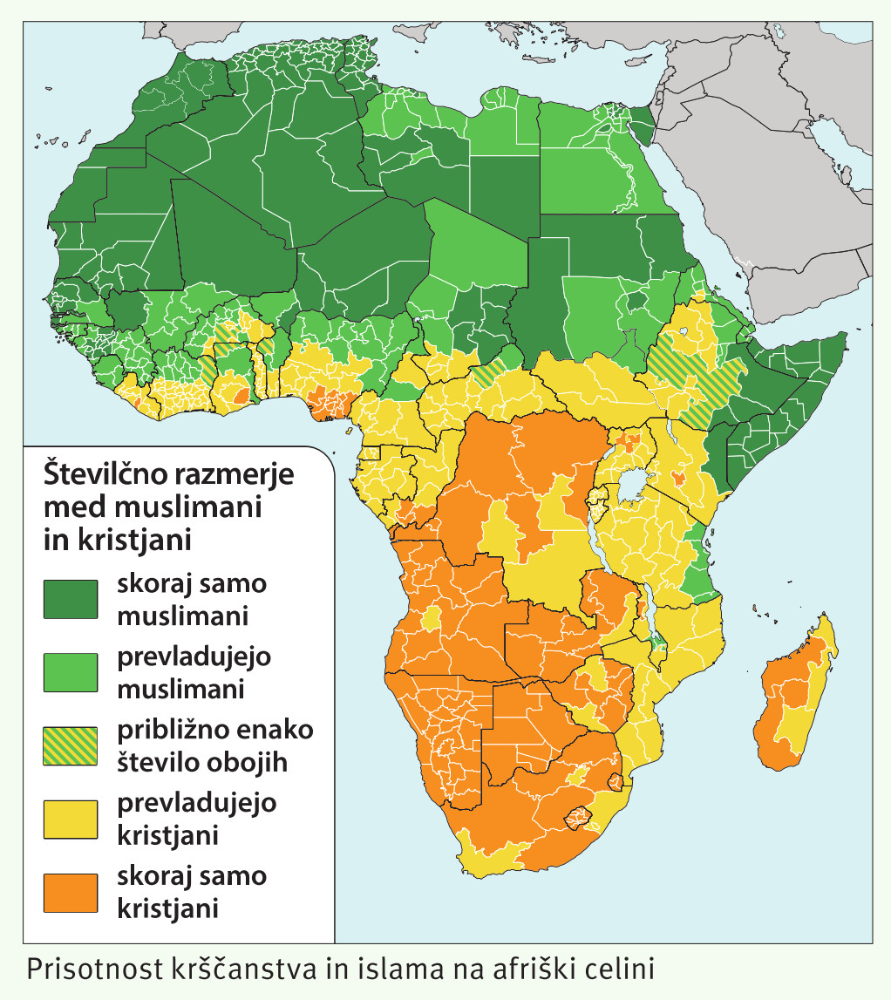 Številčno razmerje
med muslimani
in kristjani
skoraj samo
muslimani
prevladujejo
muslimani
približno enako
število obojih
prevladujejo
kristjani
skoraj samo
kristjani
Prisotnost krščanstva in islama na afriški celini